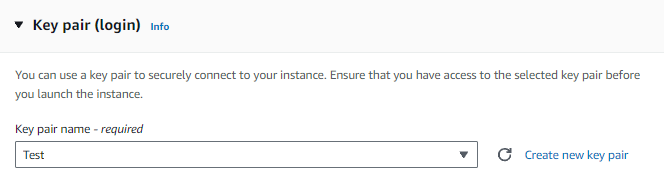 Key pair (login) Info
You can use a key pair to securely connect to your instance. Ensure that you have access to the selected key pair before
you launch the instance.
Key pair name - required
Test Create new key pair